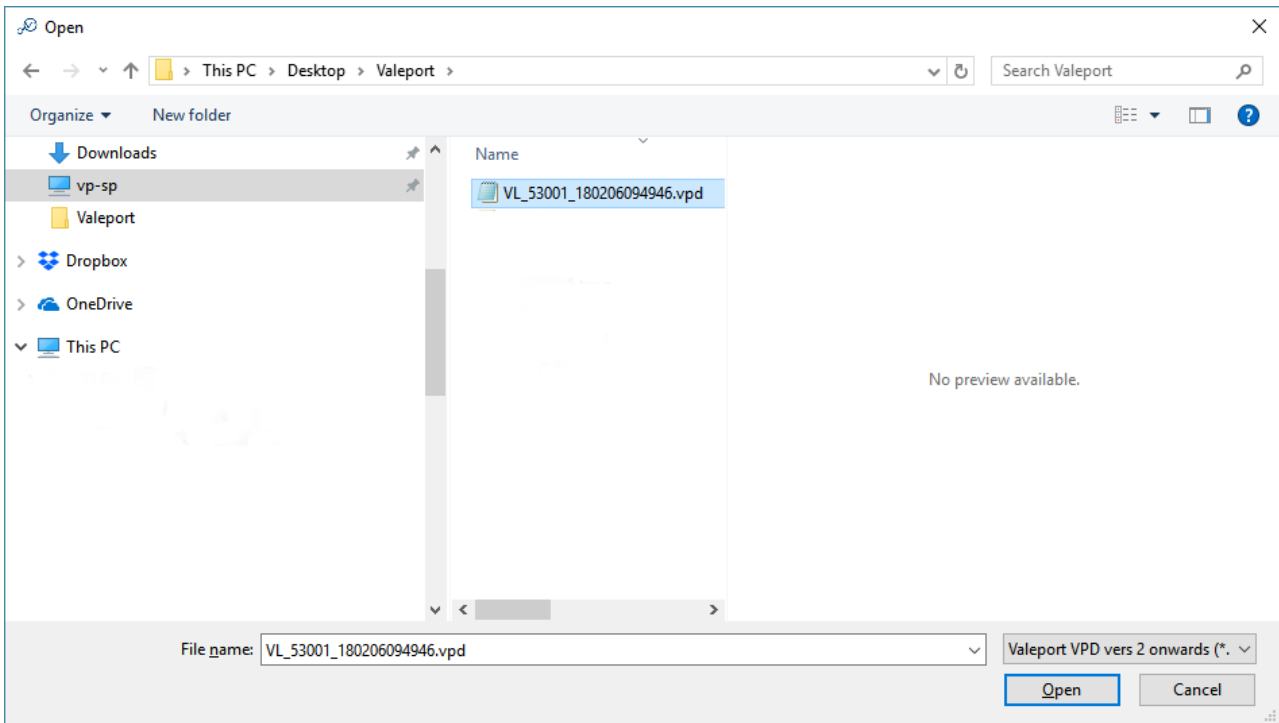 Open
This PC > Desktop > Valeport >
Search Valeport
Organize
New folder
?
Downloads
vp-sp
Valeport
Dropbox
OneDrive
This PC
Name
VL_53001_180206094946.vpd
No preview available.
File name:
VL_53001_180206094946.vpd
Valeport VPD vers 2 onwards (*.
Open
Cancel